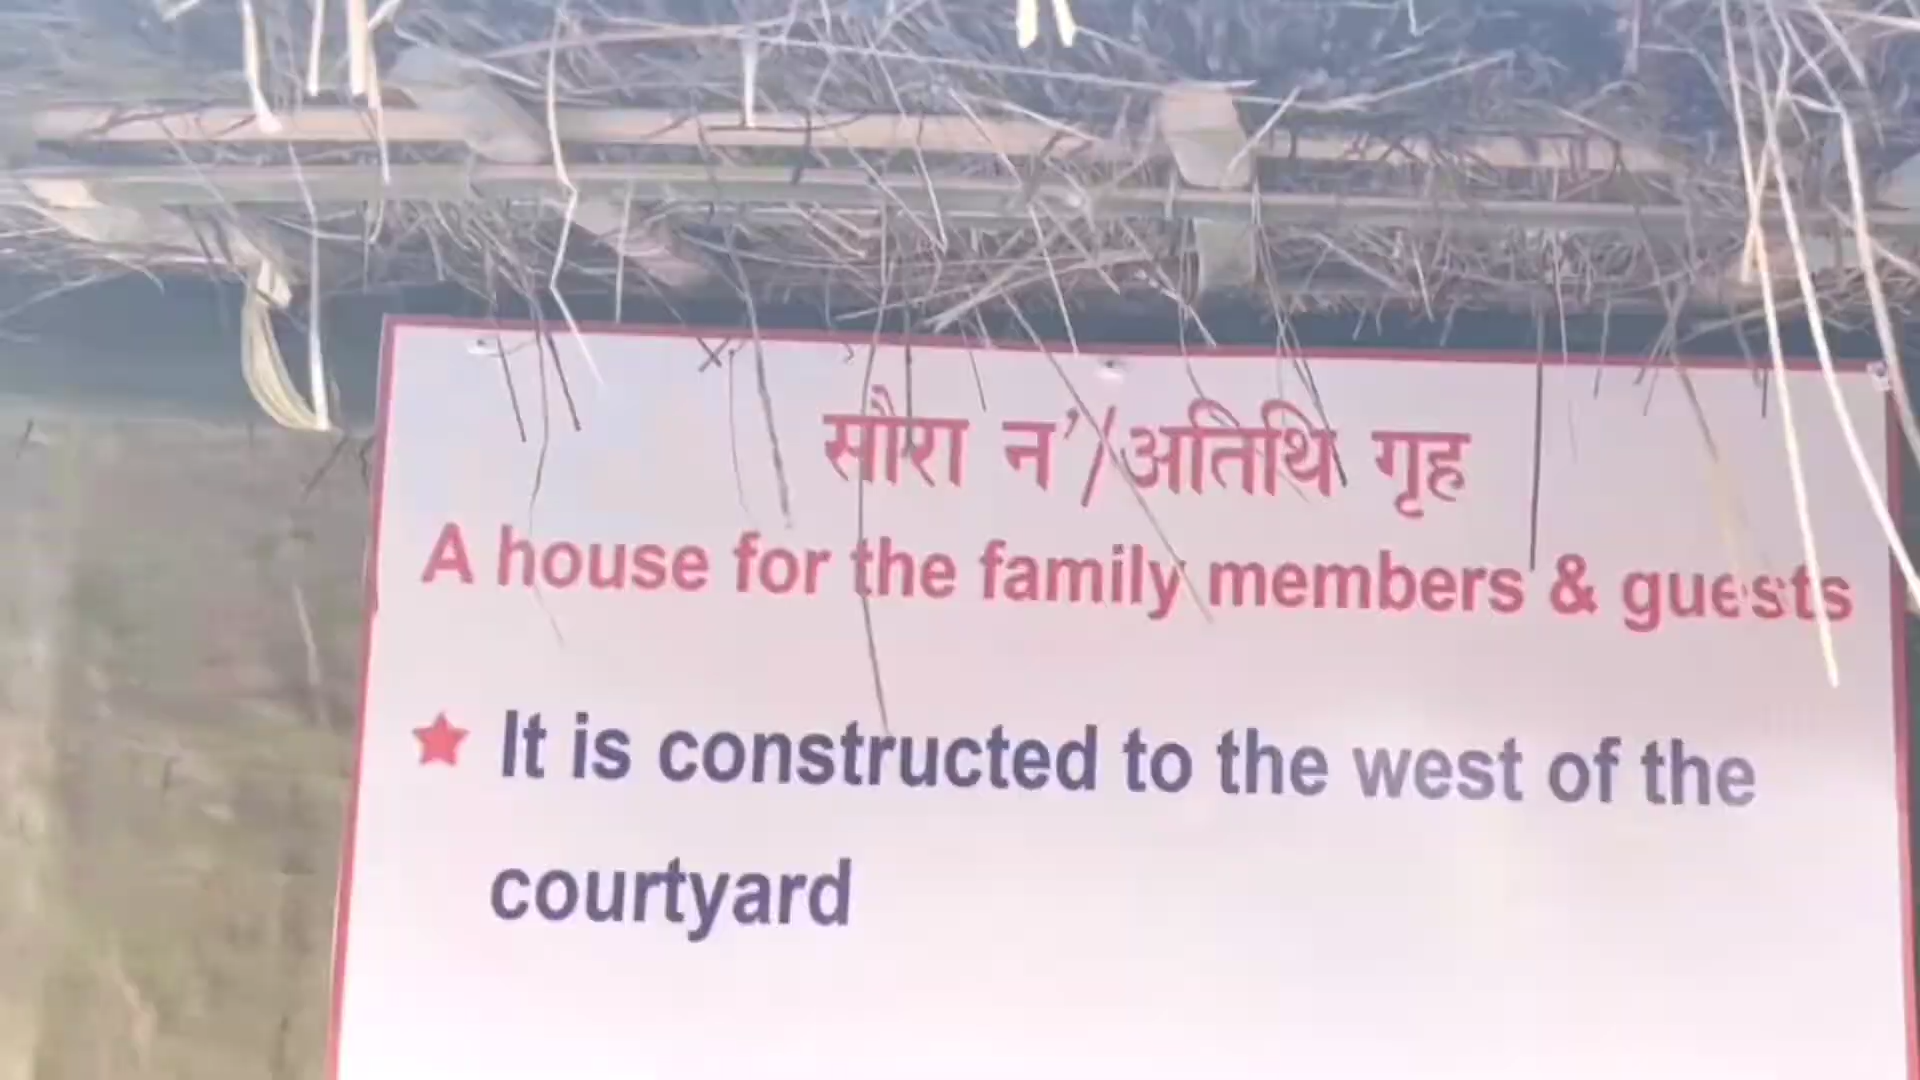 सौरा न'/अतिथि गृह
A house for the family members & guests
★ It is constructed to the west of the
courtyard